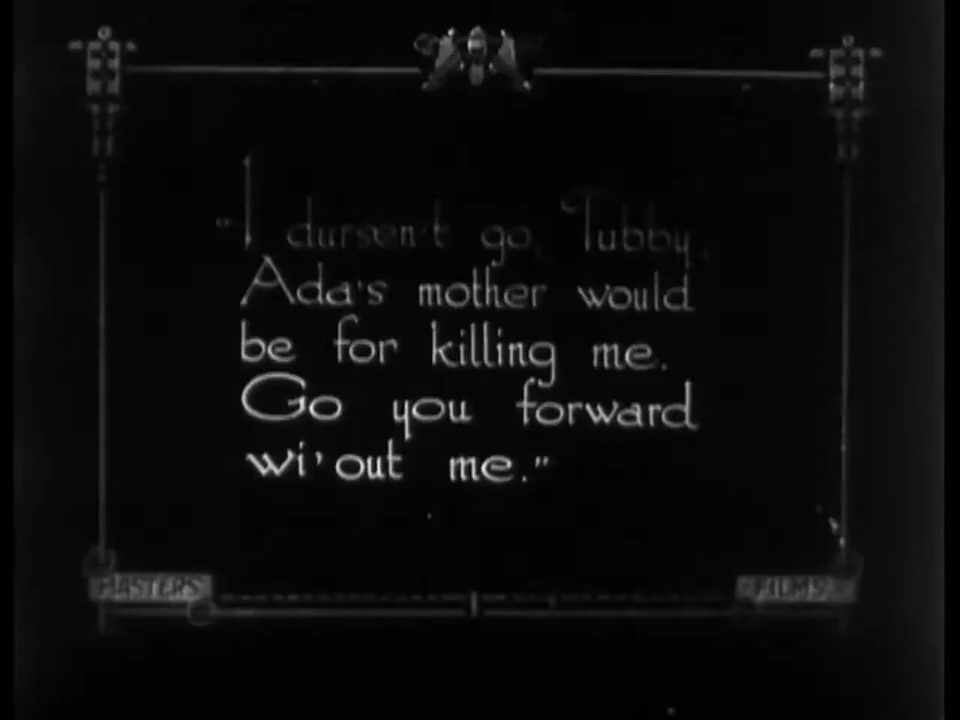 "I dursen't go, Tubby,
Ada's mother would
be for killing me.
Go you forward
wi'out me."
MASTERS FILMS